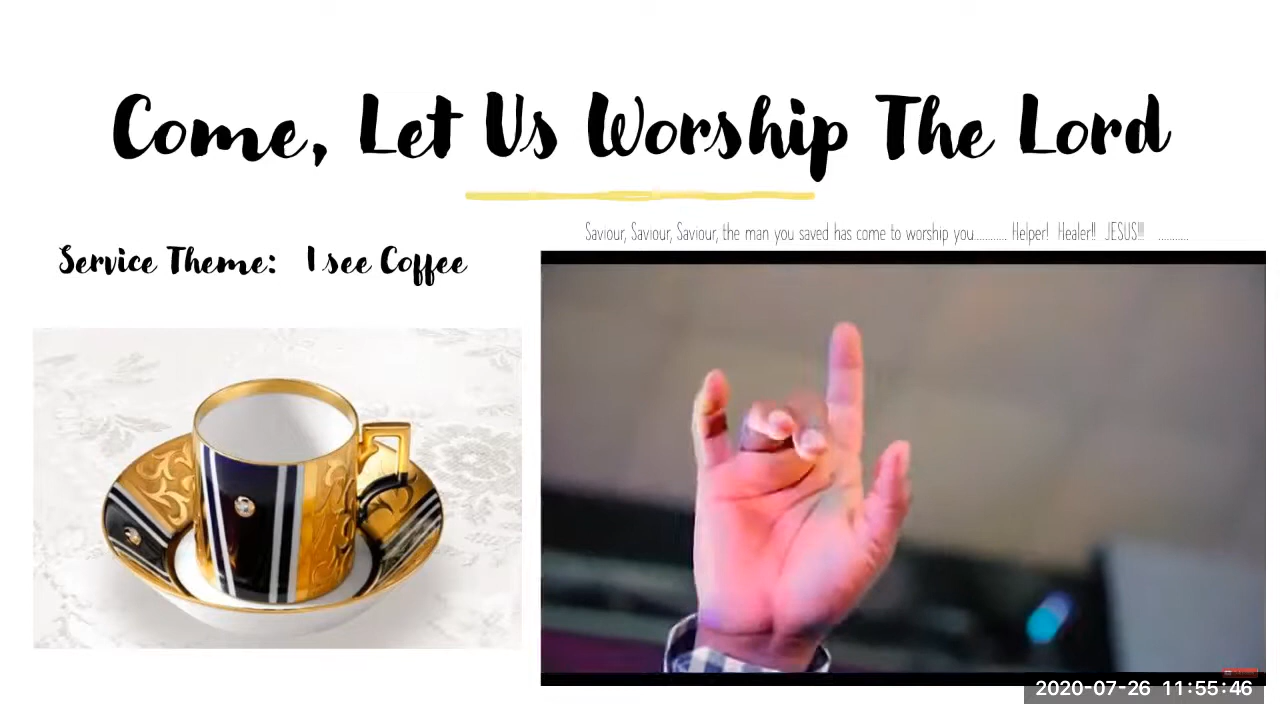 Come, Let Us Worship The Lord
Saviour, Saviour, Saviour, the man you saved has come to worship you........... Helper! Healer!! JESUS!!! ..........
Service Theme: I see Coffee
2020-07-26 11:55:46